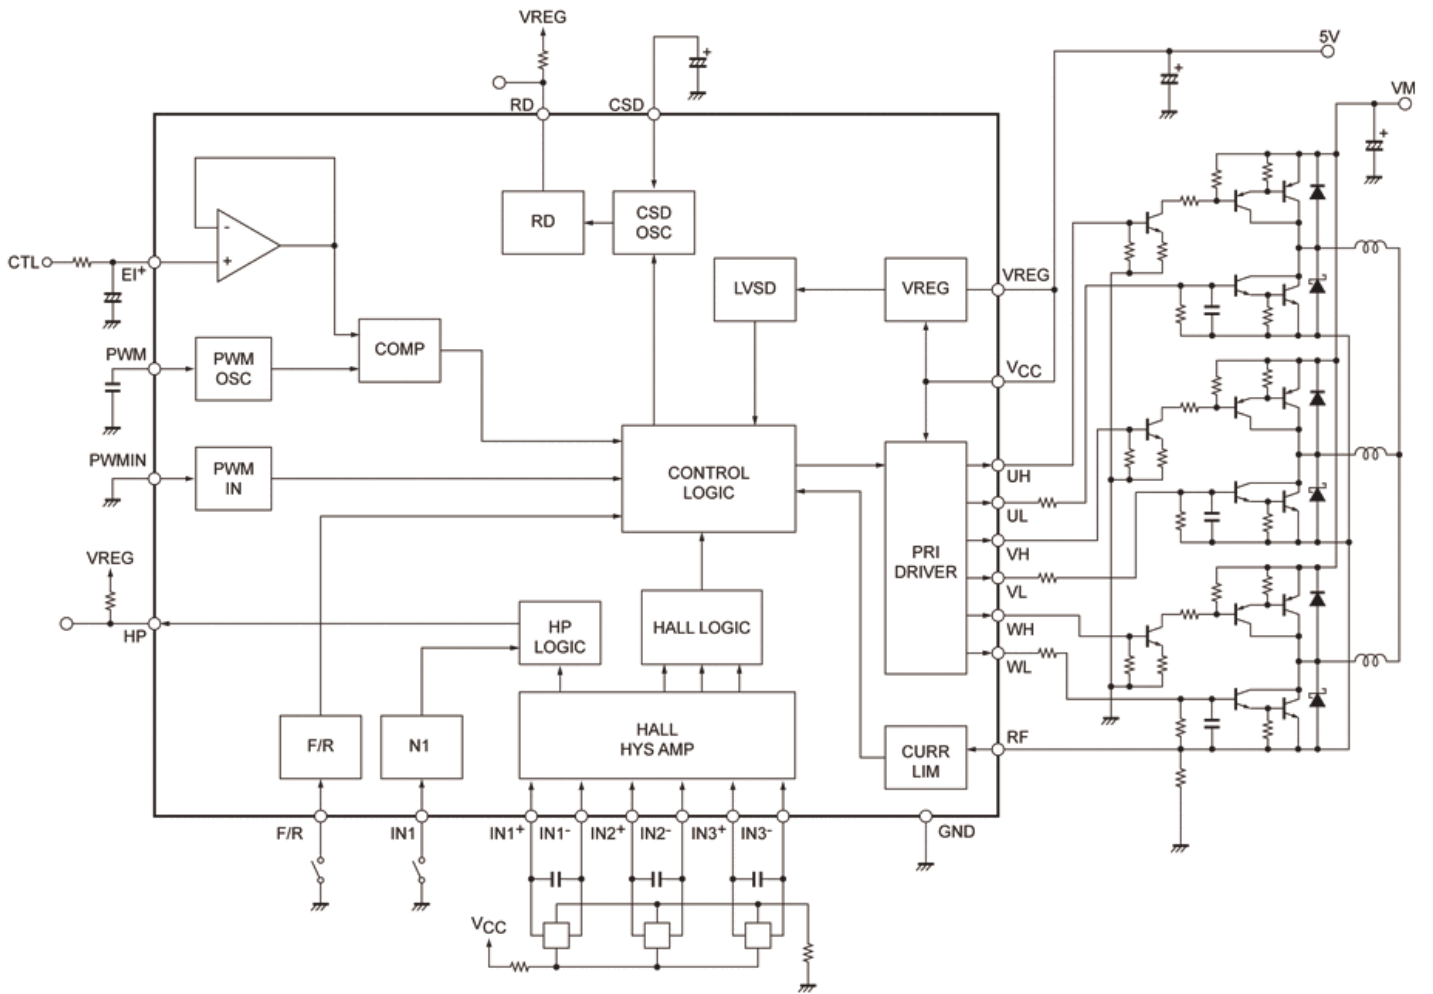 VREG
5V
VM
RD
CSD
RD
CSD
OSC
-
+
CTL
EI+
LVSD
VREG
VREG
PWM
PWM
OSC
COMP
VCC
PWMIN
PWM
IN
CONTROL
LOGIC
UH
UL
VREG
PRI
DRIVER
VH
VL
HP
HP
LOGIC
HALL LOGIC
WH
WL
F/R
N1
HALL
HYS AMP
CURR
LIM
RF
F/R
IN1
IN1+
IN1-
IN2+
IN2-
IN3+
IN3-
GND
VCC
+
+
+